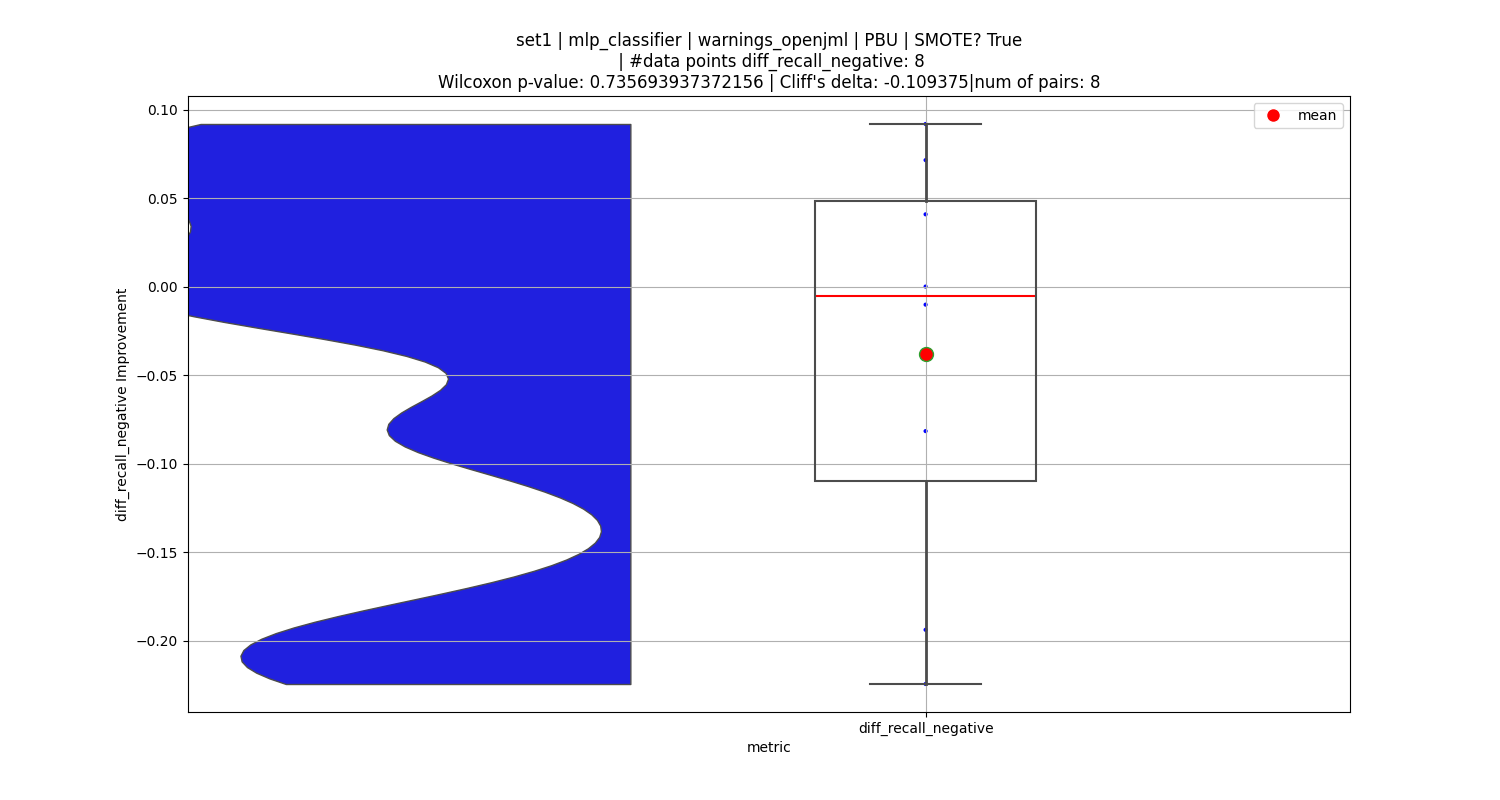 set1 | mlp_classifier | warnings_openjml | PBU | SMOTE? True
| #data points diff_recall_negative: 8
Wilcoxon p-value: 0.735693937372156 | Cliff's delta: -0.109375|num of pairs: 8
mean
0.10
0.05
0.00
−0.05
−0.10
−0.15
−0.20
diff_recall_negative Improvement
diff_recall_negative
metric